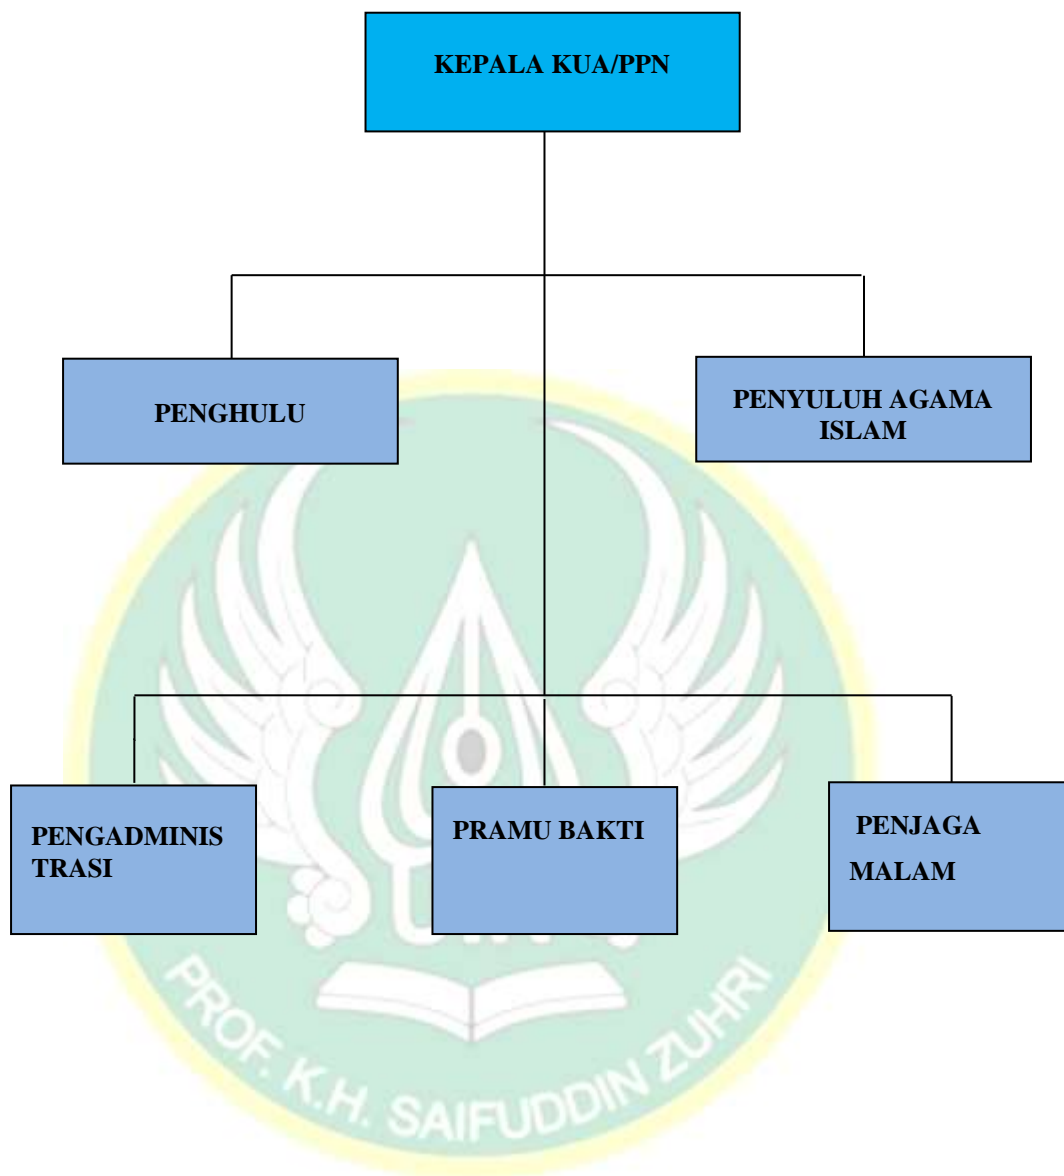 KEPALA KUA/PPN
PENGHULU
PENYULUH AGAMA
ISLAM
PENGADMINIS
TRASI
PRAMU BAKTI
PENJAGA
MALAM
PROF. K.H. SAIFUDDIN ZUHRI